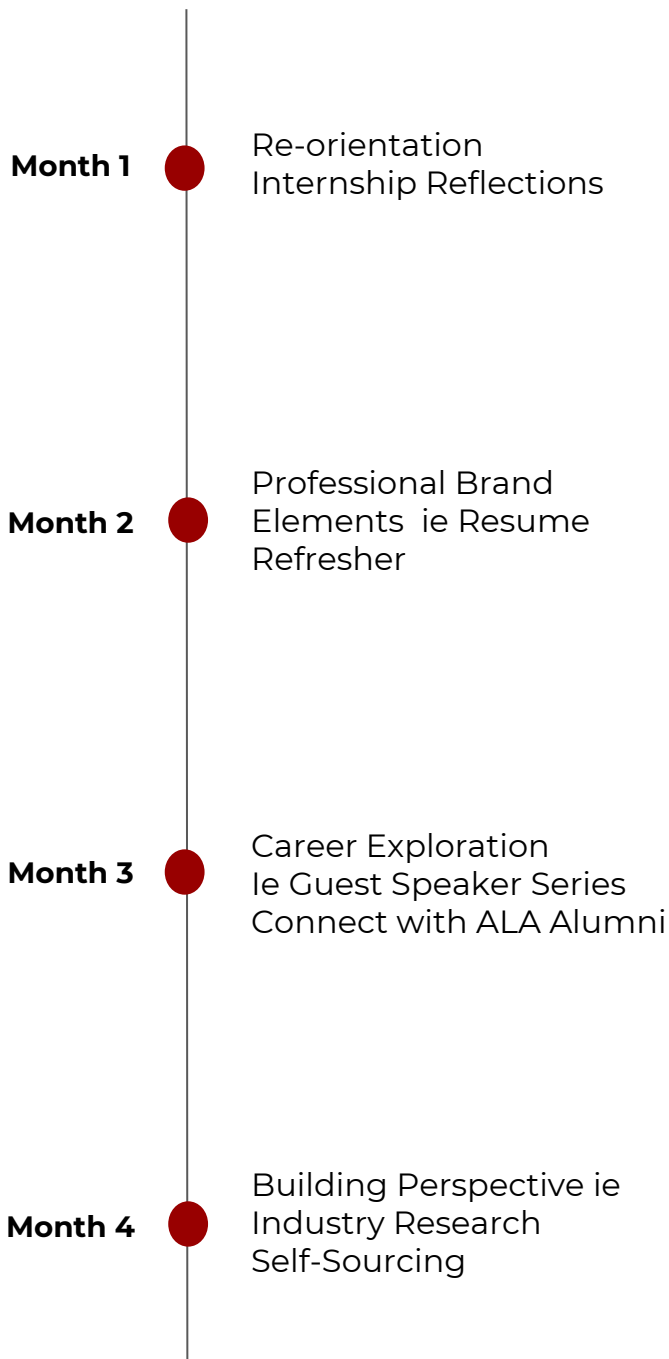 Month 1
Re-orientation
Internship Reflections
Month 2
Professional Brand
Elements  ie Resume
Refresher
Month 3
Career Exploration
Ie Guest Speaker Series
Connect with ALA Alumni
Month 4
Building Perspective ie
Industry Research
Self-Sourcing